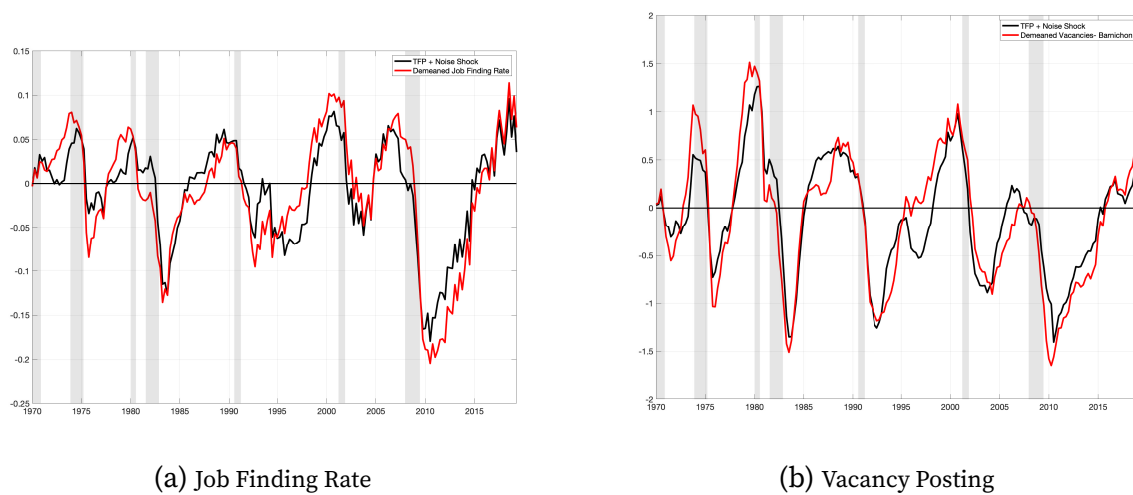 TFP + Noise Shock
Demeaned Job Finding Rate
0.15
0.1
0.05
0
-0.05
-0.1
-0.15
-0.2
-0.25
1970 1975 1980 1985 1990 1995 2000 2005 2010 2015
(a) Job Finding Rate
TFP + Noise Shock
Demeaned Vacancies- Barnichon
2
1.5
1
0.5
0
-0.5
-1
-1.5
-2
1970 1975 1980 1985 1990 1995 2000 2005 2010 2015
(b) Vacancy Posting